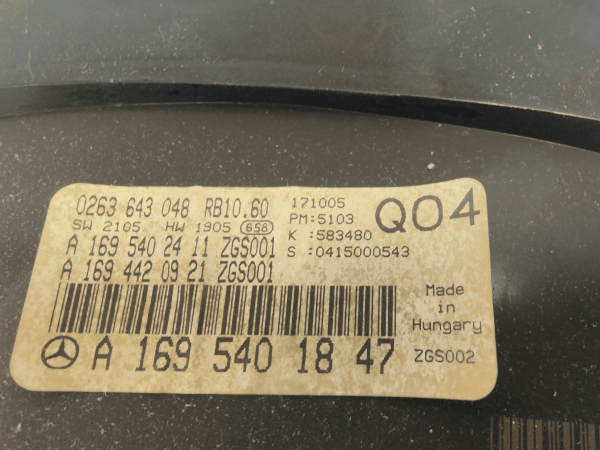 0263 643 048 RB10.60
SW 2105 HW 1905 658
A 169 540 24 11 ZGS001
A 169 442 09 21 ZGS001
171005
PM:5103
K :583480
S :0415000543
Q04
Made
in
Hungary
A 169 540 18 47
ZGS002